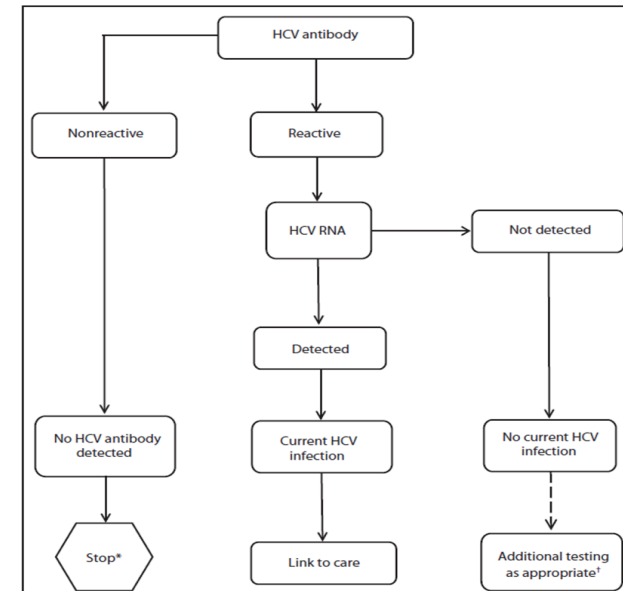 HCV antibody
Nonreactive
Reactive
HCV RNA
Not detected
Detected
No HCV antibody
detected
Current HCV
infection
No current HCV
infection
Stop*
Link to care
Additional testing
as appropriate†